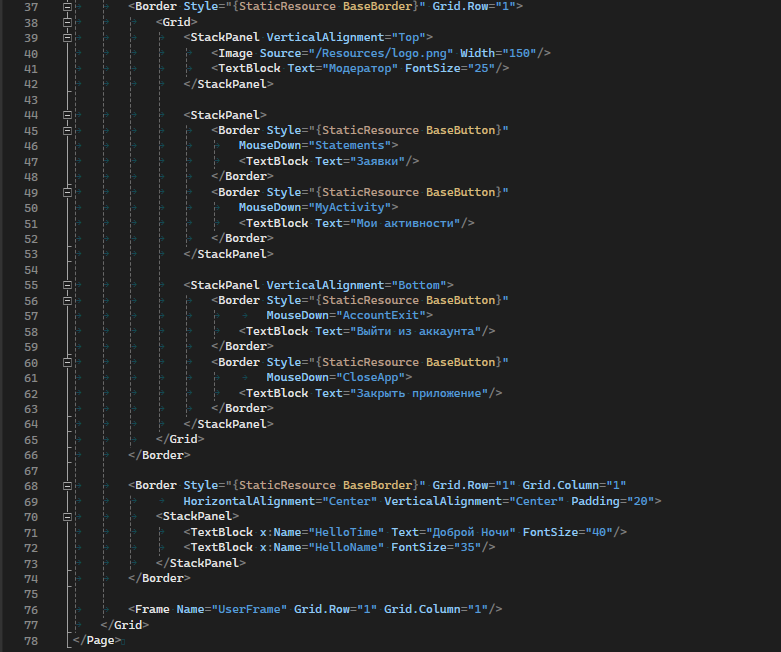 37 <Border Style="{StaticResource BaseBorder}" Grid.Row="1">
38 <Grid>
39 <StackPanel VerticalAlignment="Top">
40 <Image Source="/Resources/logo.png" Width="150"/>
41 <TextBlock Text="Модератор" FontSize="25"/>
42 </StackPanel>
43
44 <StackPanel>
45 <Border Style="{StaticResource BaseButton}"
46 MouseDown="Statements">
47 <TextBlock Text="Заявки"/>
48 </Border>
49 <Border Style="{StaticResource BaseButton}"
50 MouseDown="MyActivity">
51 <TextBlock Text="Мои активности"/>
52 </Border>
53 </StackPanel>
54
55 <StackPanel VerticalAlignment="Bottom">
56 <Border Style="{StaticResource BaseButton}"
57 MouseDown="AccountExit">
58 <TextBlock Text="Выйти из аккаунта"/>
59 </Border>
60 <Border Style="{StaticResource BaseButton}"
61 MouseDown="CloseApp">
62 <TextBlock Text="Закрыть приложение"/>
63 </Border>
64 </StackPanel>
65 </Grid>
66 </Border>
67
68 <Border Style="{StaticResource BaseBorder}" Grid.Row="1" Grid.Column="1"
69 HorizontalAlignment="Center" VerticalAlignment="Center" Padding="20">
70 <StackPanel>
71 <TextBlock x:Name="HelloTime" Text="Доброй Ночи" FontSize="40"/>
72 <TextBlock x:Name="HelloName" FontSize="35"/>
73 </StackPanel>
74 </Border>
75
76 <Frame Name="UserFrame" Grid.Row="1" Grid.Column="1"/>
77 </Grid>
78 </Page>